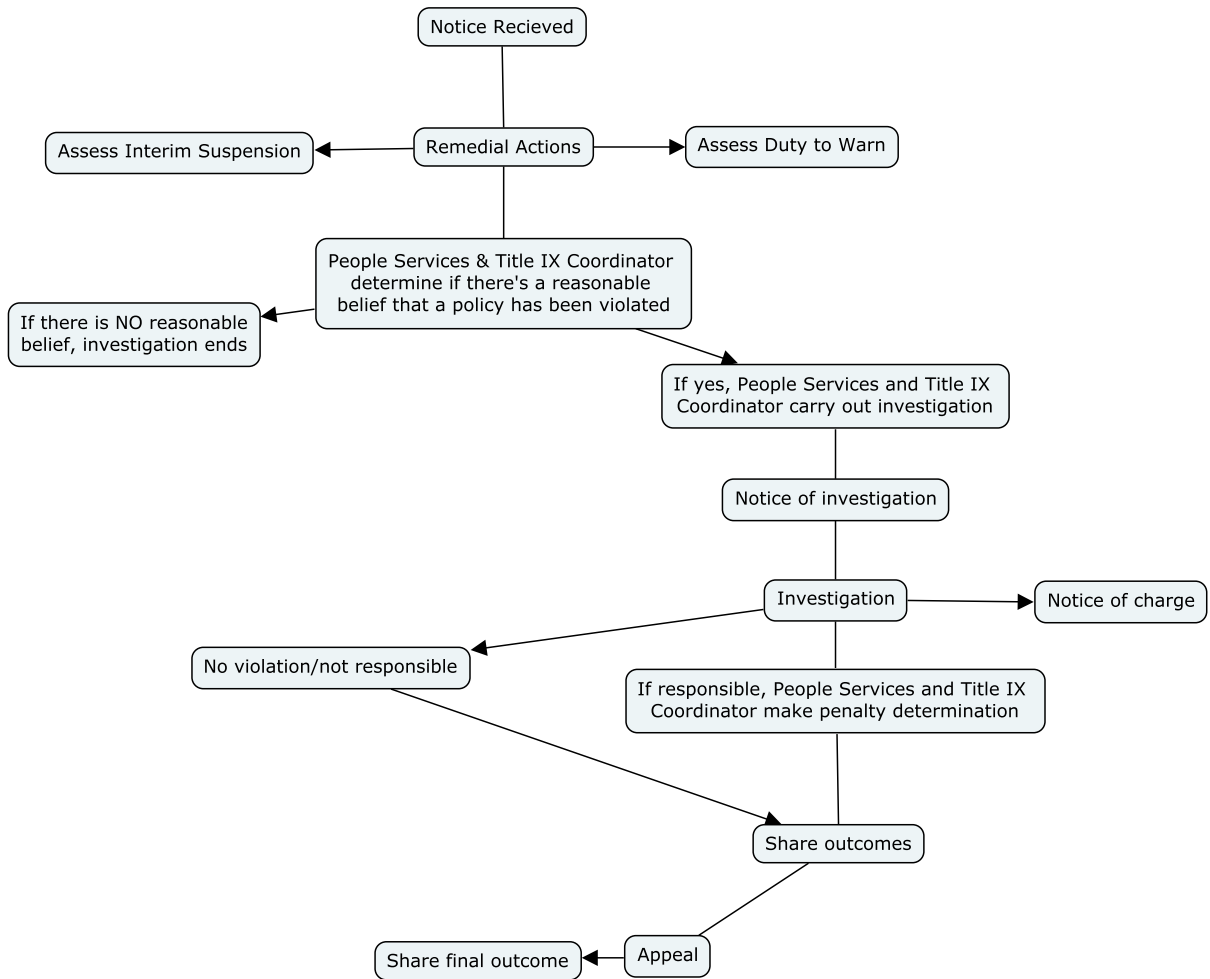 Notice Recieved
Assess Interim Suspension
Remedial Actions
Assess Duty to Warn
People Services & Title IX Coordinator
determine if there's a reasonable
belief that a policy has been violated
If there is NO reasonable
belief, investigation ends
If yes, People Services and Title IX
Coordinator carry out investigation
Notice of investigation
Investigation
Notice of charge
No violation/not responsible
If responsible, People Services and Title IX
Coordinator make penalty determination
Share outcomes
Appeal
Share final outcome